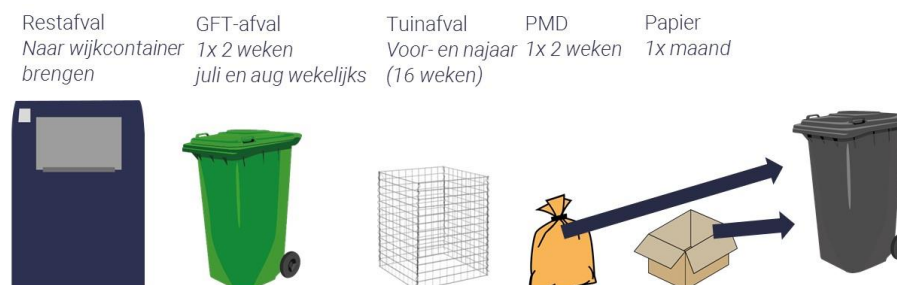 Restafval
Naar wijkcontainer
brengen
GFT-afval
1x 2 weken
juli en aug wekelijks
Tuinafval
Voor- en najaar
(16 weken)
PMD
1x 2 weken
Papier
1x maand